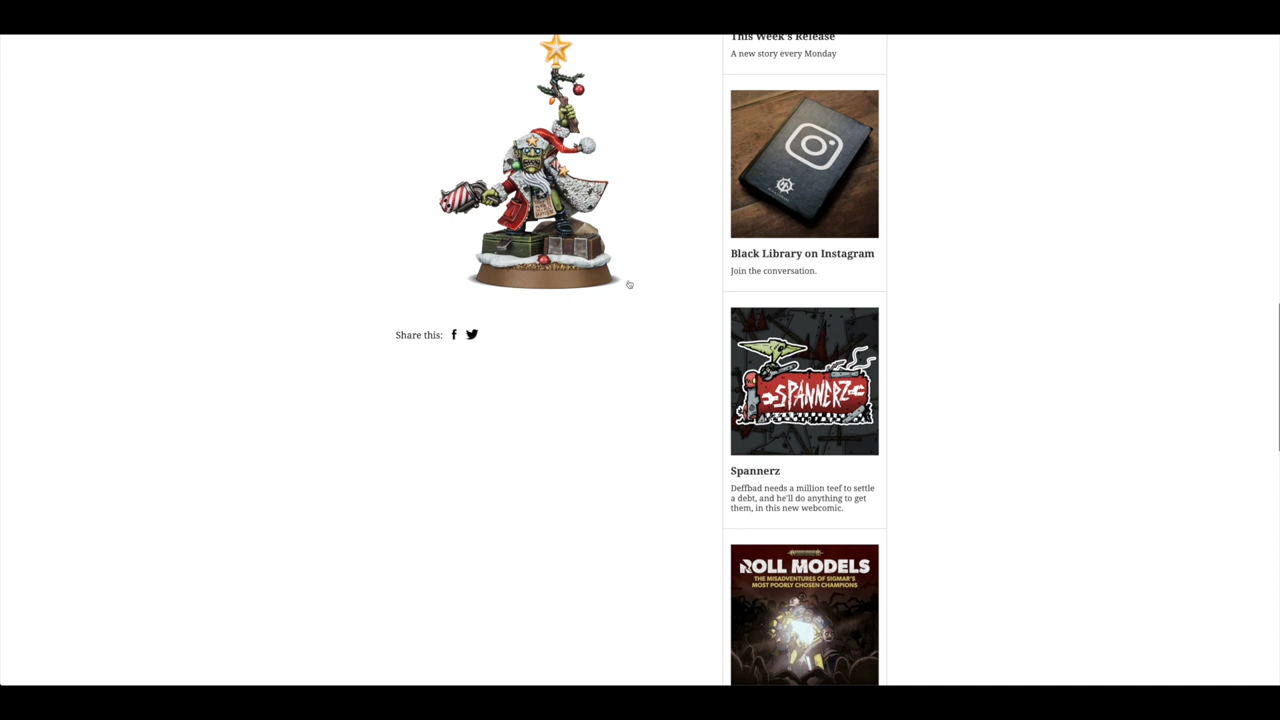 This Week's Release
A new story every Monday
Black Library on Instagram
Join the conversation.
Share this:
SPANNERZ
Spannerz
Deffbad needs a million teef to settle
a debt, and he'll do anything to get
them, in this new webcomic.
ROLL MODELS
THE MISADVENTURES OF SIGMAR'S
MOST POORLY CHOSEN CHAMPIONS